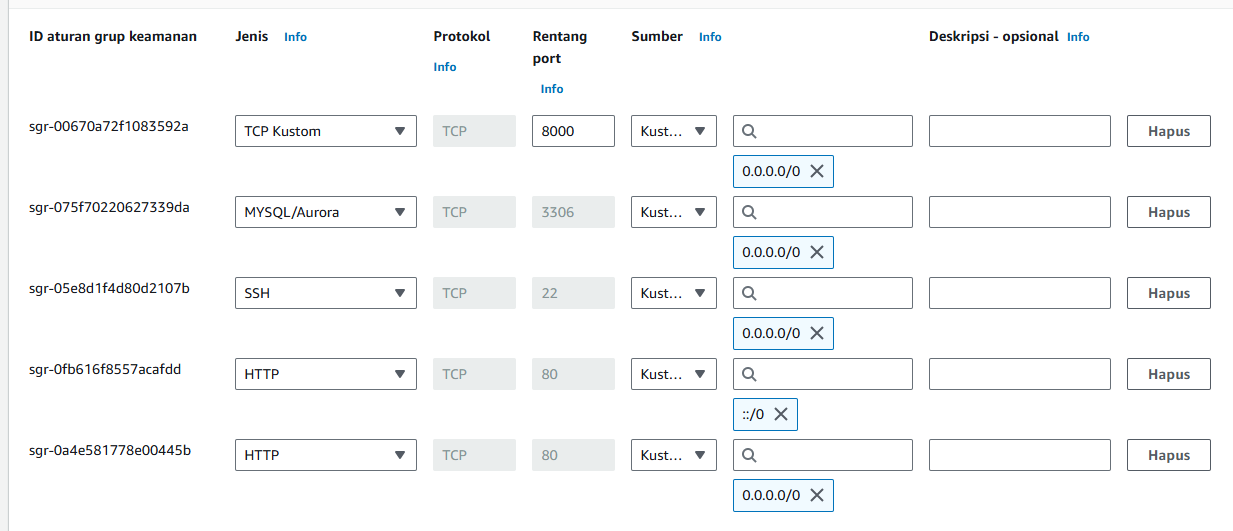 ID aturan grup keamanan Jenis Info Protokol Info Rentang port Info Sumber Info Deskripsi - opsional Info
sgr-00670a72f1083592a TCP Kustom TCP 8000 Kust... Hapus
0.0.0.0/0
sgr-075f70220627339da MYSQL/Aurora TCP 3306 Kust... Hapus
0.0.0.0/0
sgr-05e8d1f4d80d2107b SSH TCP 22 Kust... Hapus
0.0.0.0/0
sgr-0fb616f8557acafdd HTTP TCP 80 Kust... Hapus
::/0
sgr-0a4e581778e00445b HTTP TCP 80 Kust... Hapus
0.0.0.0/0